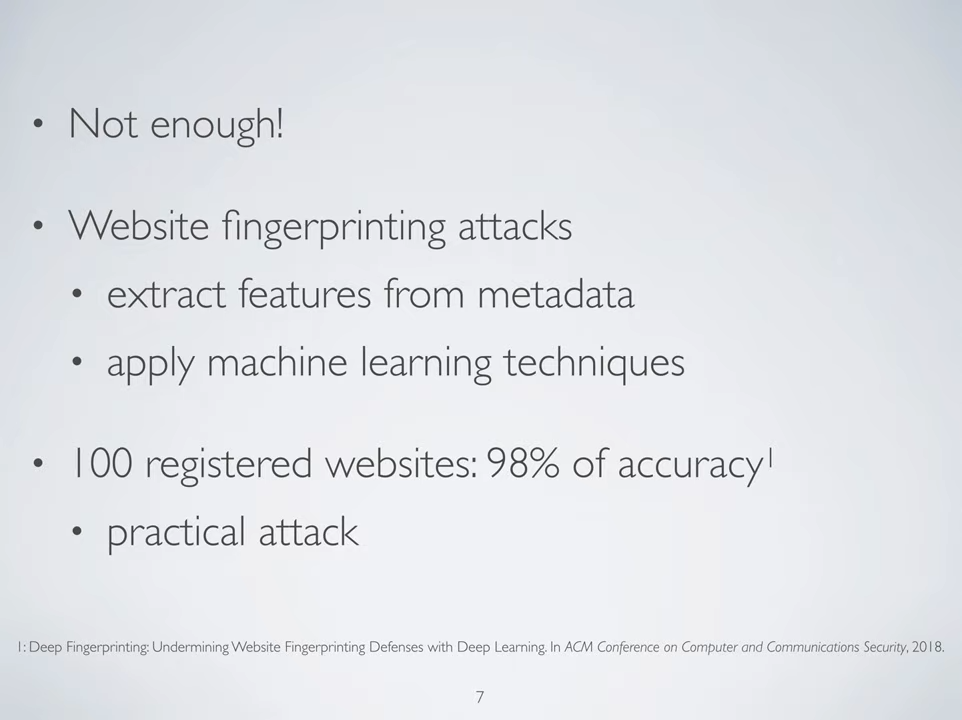 • Not enough!
• Website fingerprinting attacks
• extract features from metadata
• apply machine learning techniques
• 100 registered websites: 98% of accuracy¹
• practical attack
1: Deep Fingerprinting: Undermining Website Fingerprinting Defenses with Deep Learning. In ACM Conference on Computer and Communications Security, 2018.
7